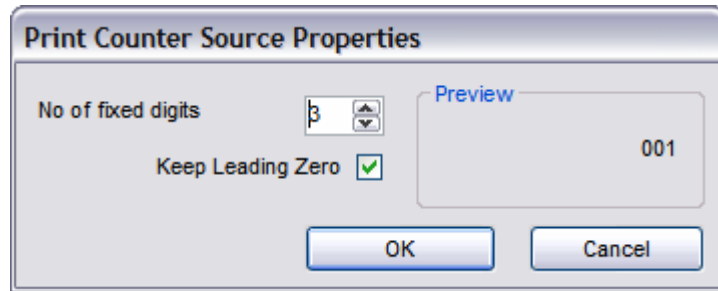 Print Counter Source Properties
No of fixed digits 3
Preview
001
Keep Leading Zero
OK Cancel